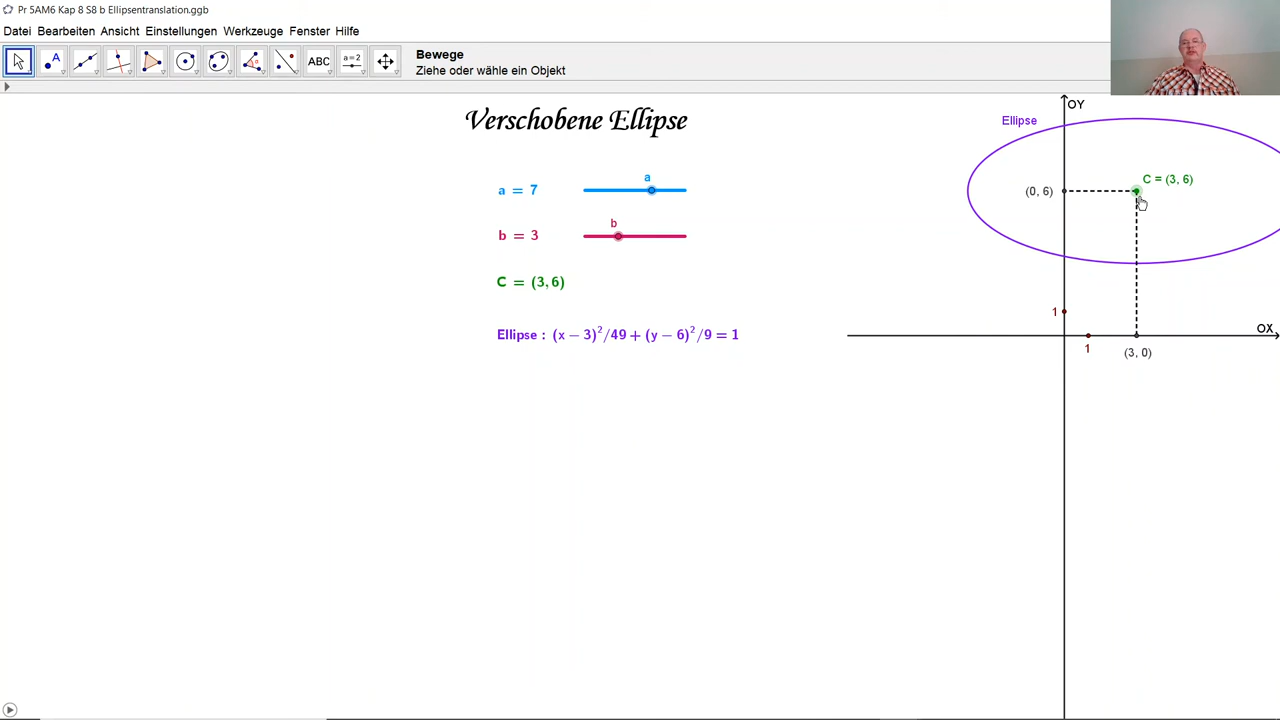 Pr 5AM6 Kap 8 S8 b Ellipsentranslation.ggb
Datei Bearbeiten Ansicht Einstellungen Werkzeuge Fenster Hilfe
A
ABC
a=2
Bewege
Ziehe oder wähle ein Objekt
Verschobene Ellipse
a = 7
a
b = 3
b
C = (3, 6)
Ellipse : (x − 3)²/49 + (y − 6)²/9 = 1
OY
Ellipse
C = (3, 6)
(0, 6)
1
OX
1
(3, 0)